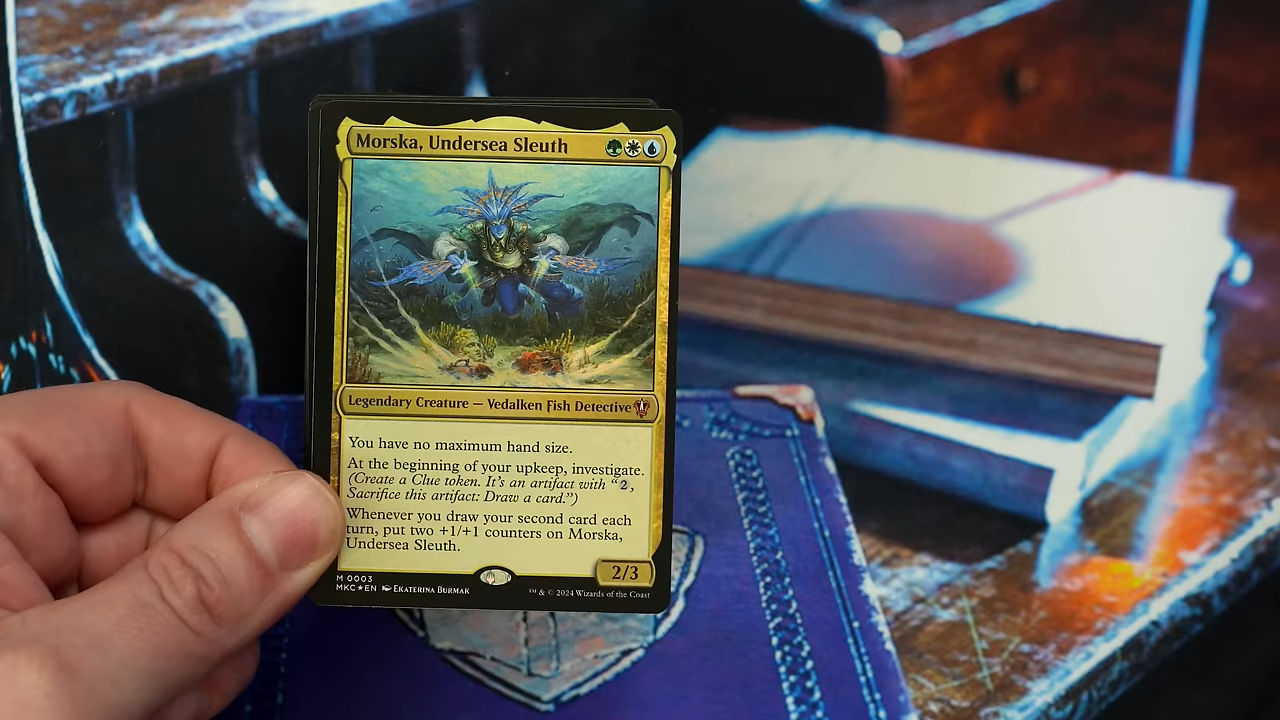 Morska, Undersea Sleuth
Legendary Creature — Vedalken Fish Detective
You have no maximum hand size.
At the beginning of your upkeep, investigate.
(Create a Clue token. It's an artifact with "2,
Sacrifice this artifact: Draw a card.")
Whenever you draw your second card each
turn, put two +1/+1 counters on Morska,
Undersea Sleuth.
2/3
M 0003
MKC★EN Ekaterina Burmak
™ & © 2024 Wizards of the Coast